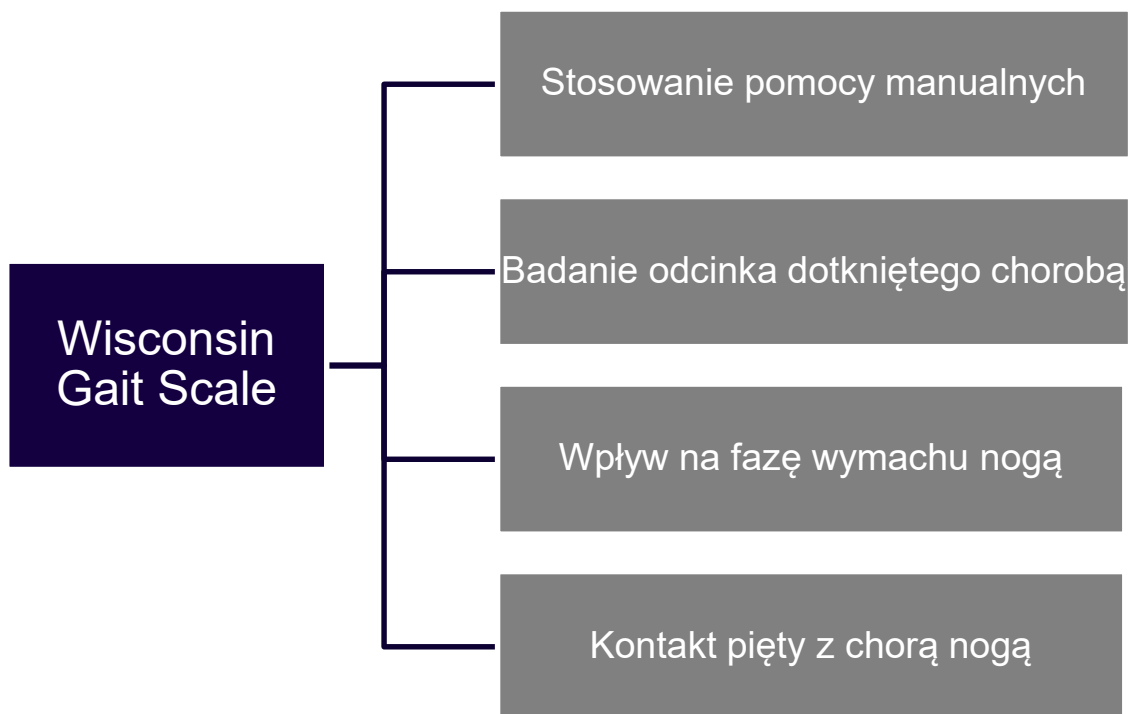 Stosowanie pomocy manualnych
Badanie odcinka dotkniętego chorobą
Wisconsin
Gait Scale
Wpływ na fazę wymachu nogą
Kontakt pięty z chorą nogą